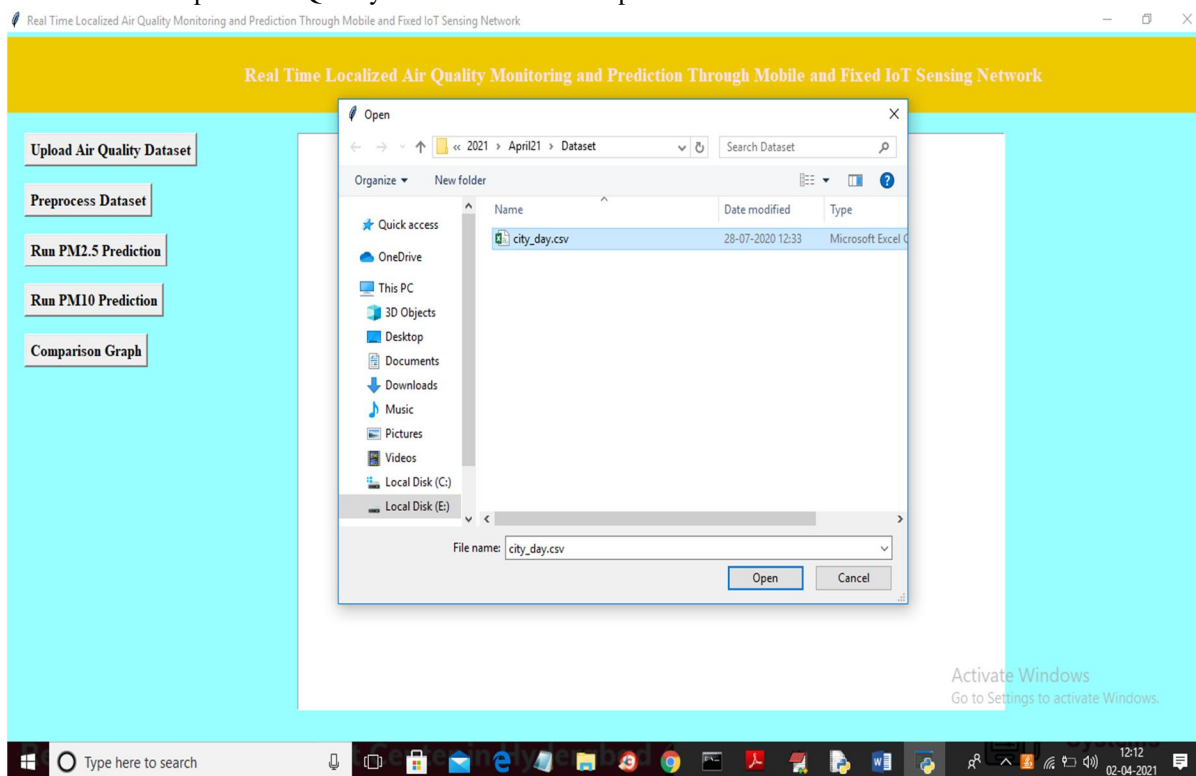 Real Time Localized Air Quality Monitoring and Prediction Through Mobile and Fixed IoT Sensing Network
Real Time Localized Air Quality Monitoring and Prediction Through Mobile and Fixed IoT Sensing Network
Upload Air Quality Dataset
Preprocess Dataset
Run PM2.5 Prediction
Run PM10 Prediction
Comparison Graph
Open
« 2021 › April21 › Dataset
Search Dataset
Organize
New folder
Name
Date modified
Type
Quick access
OneDrive
This PC
3D Objects
Desktop
Documents
Downloads
Music
Pictures
Videos
Local Disk (C:)
Local Disk (E:)
city_day.csv
28-07-2020 12:33
Microsoft Excel
File name: city_day.csv
Open
Cancel
Activate Windows
Go to Settings to activate Windows.
Type here to search
12:12
02-04-2021